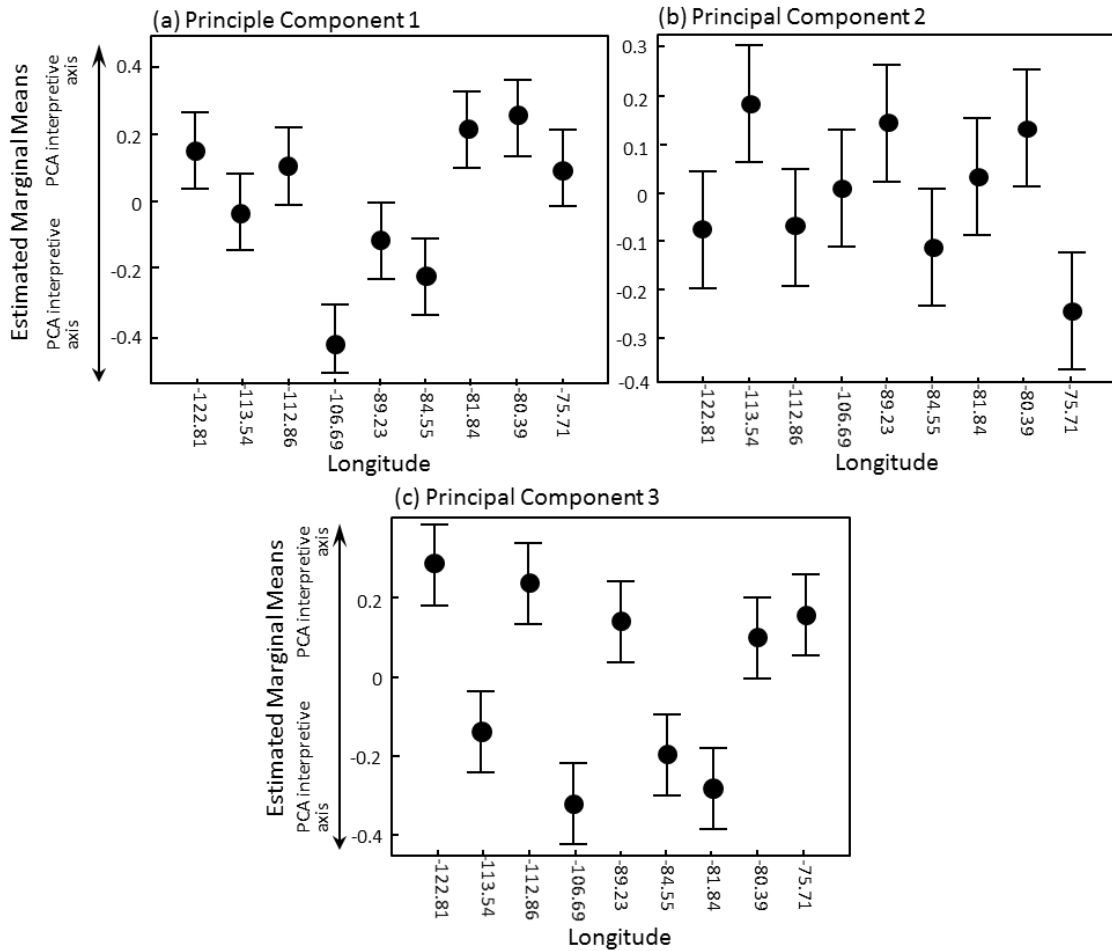 (a) Principle Component 1
Estimated Marginal Means
PCA interpretive
axis
PCA interpretive
axis
0.4
0.2
0
-0.2
-0.4
-122.81
-113.54
-112.86
-106.69
-89.23
-84.55
-81.84
-80.39
-75.71
Longitude
(b) Principal Component 2
0.3
0.2
0.1
0
-0.1
-0.2
-0.3
-0.4
-122.81
-113.54
-112.86
-106.69
-89.23
-84.55
-81.84
-80.39
-75.71
Longitude
(c) Principal Component 3
Estimated Marginal Means
PCA interpretive
axis
PCA interpretive
axis
0.2
0
-0.2
-0.4
-122.81
-113.54
-112.86
-106.69
-89.23
-84.55
-81.84
-80.39
-75.71
Longitude